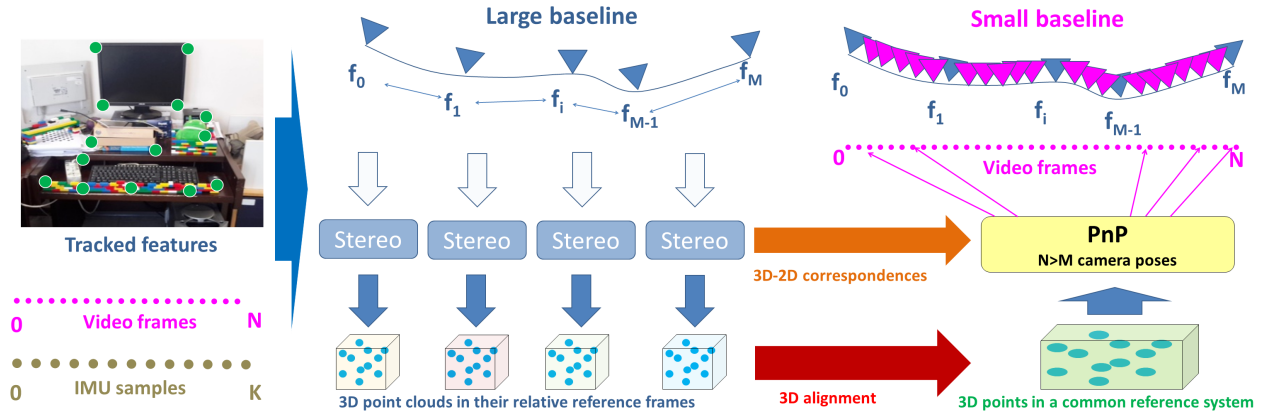 Large baseline
Small baseline
f0
f1
fi
fM-1
fM
f0
f1
fi
fM-1
fM
0
N
Video frames
Tracked features
Stereo
Stereo
Stereo
Stereo
PnP
N>M camera poses
3D-2D correspondences
0
Video frames
N
0
IMU samples
K
3D point clouds in their relative reference frames
3D alignment
3D points in a common reference system